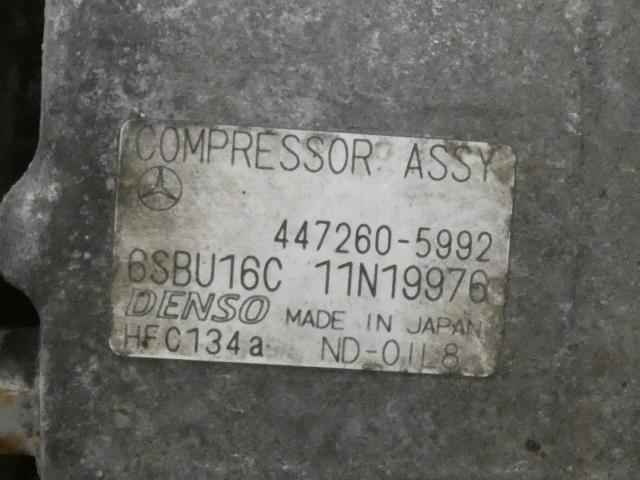 COMPRESSOR ASSY
447260-5992
6SBU16C 11N19976
DENSO MADE IN JAPAN
HFC134a ND-OIL8